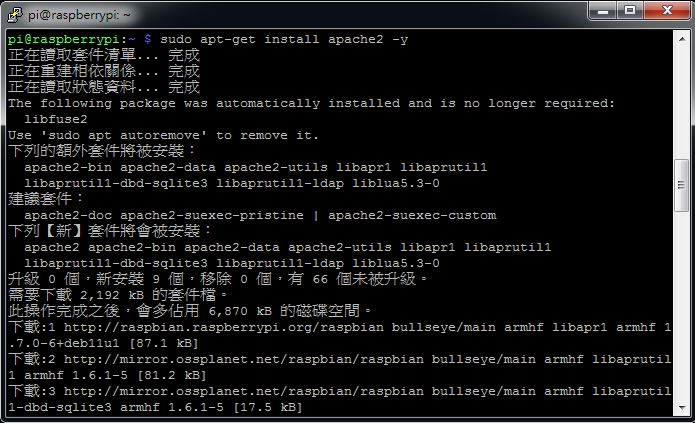 pi@raspberrypi: ~
pi@raspberrypi:~ $ sudo apt-get install apache2 -y
正在讀取套件清單... 完成
正在重建相依關係... 完成
正在讀取狀態資料... 完成
The following package was automatically installed and is no longer required:
  libfuse2
Use 'sudo apt autoremove' to remove it.
下列的額外套件將被安裝：
  apache2-bin apache2-data apache2-utils libapr1 libaprutil1
  libaprutil1-dbd-sqlite3 libaprutil1-ldap liblua5.3-0
建議套件：
  apache2-doc apache2-suexec-pristine | apache2-suexec-custom
下列【新】套件將會被安裝：
  apache2 apache2-bin apache2-data apache2-utils libapr1 libaprutil1
  libaprutil1-dbd-sqlite3 libaprutil1-ldap liblua5.3-0
升級 0 個，新安裝 9 個，移除 0 個，有 66 個未被升級。
需要下載 2,192 kB 的套件檔。
此操作完成之後，會多佔用 6,870 kB 的磁碟空間。
下載:1 http://raspbian.raspberrypi.org/raspbian bullseye/main armhf libapr1 armhf 1
.7.0-6+deb11u1 [87.1 kB]
下載:2 http://mirror.ossplanet.net/raspbian/raspbian bullseye/main armhf libaprutil
1 armhf 1.6.1-5 [81.2 kB]
下載:3 http://mirror.ossplanet.net/raspbian/raspbian bullseye/main armhf libaprutil
1-dbd-sqlite3 armhf 1.6.1-5 [17.5 kB]